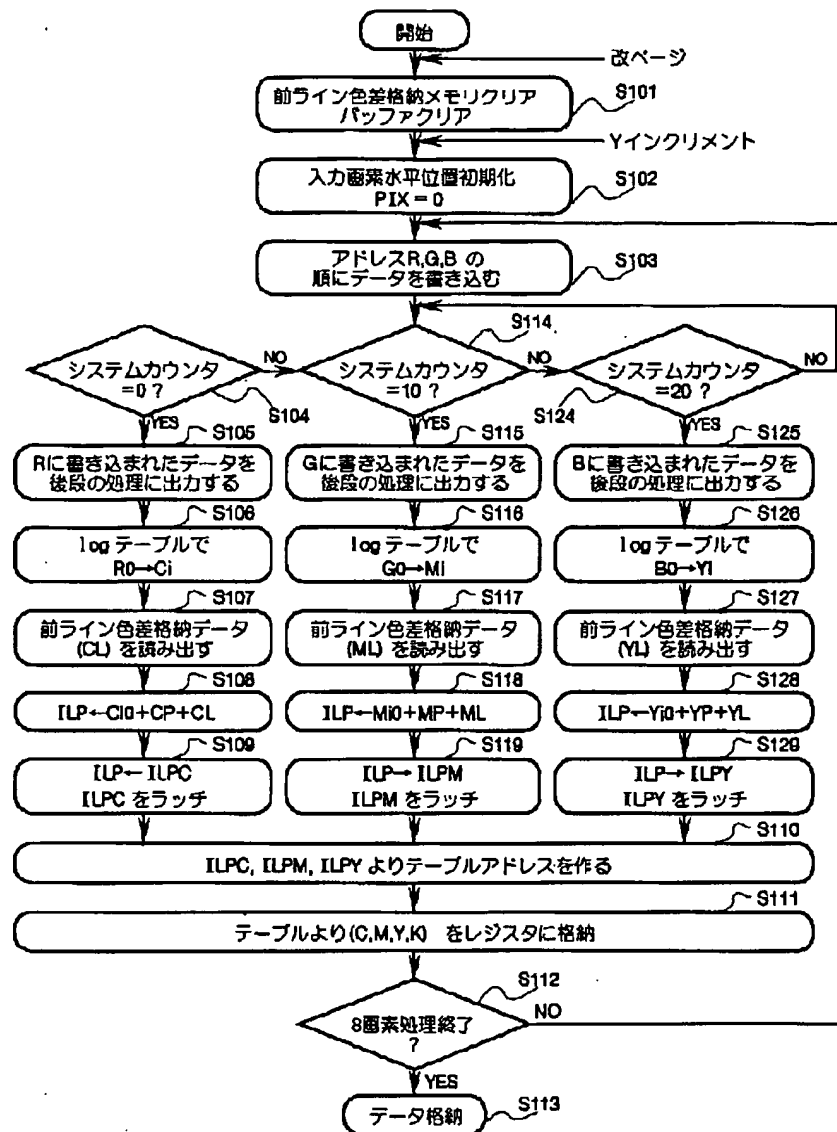 開始
改ページ
前ライン色差格納メモリクリア
バッファクリア
S101
Yインクリメント
入力画素水平位置初期化
PIX = 0
S102
アドレスR,G,B の
順にデータを書き込む
S103
システムカウンタ
=0 ?
S104
NO
YES
システムカウンタ
=10 ?
S114
NO
YES
システムカウンタ
=20 ?
S124
NO
YES
S105
Rに書き込まれたデータを
後段の処理に出力する
S115
Gに書き込まれたデータを
後段の処理に出力する
S125
Bに書き込まれたデータを
後段の処理に出力する
S106
log テーブルで
R0→Ci
S116
log テーブルで
G0→Mi
S126
log テーブルで
B0→Yi
S107
前ライン色差格納データ
(CL) を読み出す
S117
前ライン色差格納データ
(ML) を読み出す
S127
前ライン色差格納データ
(YL) を読み出す
S108
ILP←Ci0+CP+CL
S118
ILP←Mi0+MP+ML
S128
ILP←Yi0+YP+YL
S109
ILP← ILPC
ILPC をラッチ
S119
ILP→ ILPM
ILPM をラッチ
S129
ILP→ ILPY
ILPY をラッチ
S110
ILPC, ILPM, ILPY よりテーブルアドレスを作る
S111
テーブルより(C,M,Y,K) をレジスタに格納
S112
8画素処理終了
?
NO
YES
データ格納
S113